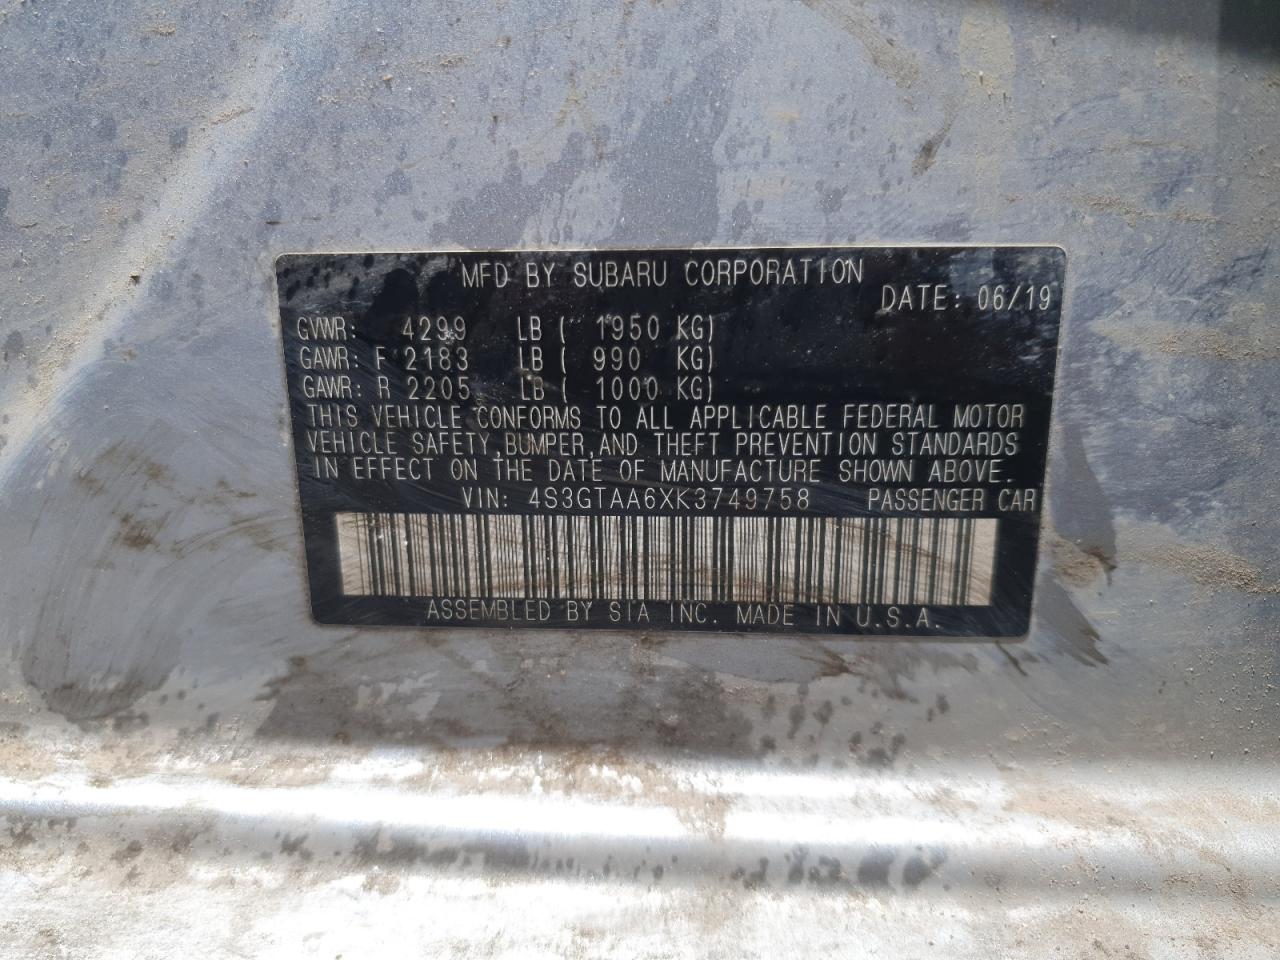 MFD BY SUBARU CORPORATION
DATE: 06/19
GVWR: 4299 LB ( 1950 KG)
GAWR: F 2183 LB ( 990 KG)
GAWR: R 2205 LB ( 1000 KG)
THIS VEHICLE CONFORMS TO ALL APPLICABLE FEDERAL MOTOR
VEHICLE SAFETY,BUMPER,AND THEFT PREVENTION STANDARDS
IN EFFECT ON THE DATE OF MANUFACTURE SHOWN ABOVE.
VIN: 4S3GTAA6XK3749758 PASSENGER CAR
ASSEMBLED BY SIA INC. MADE IN U.S.A.